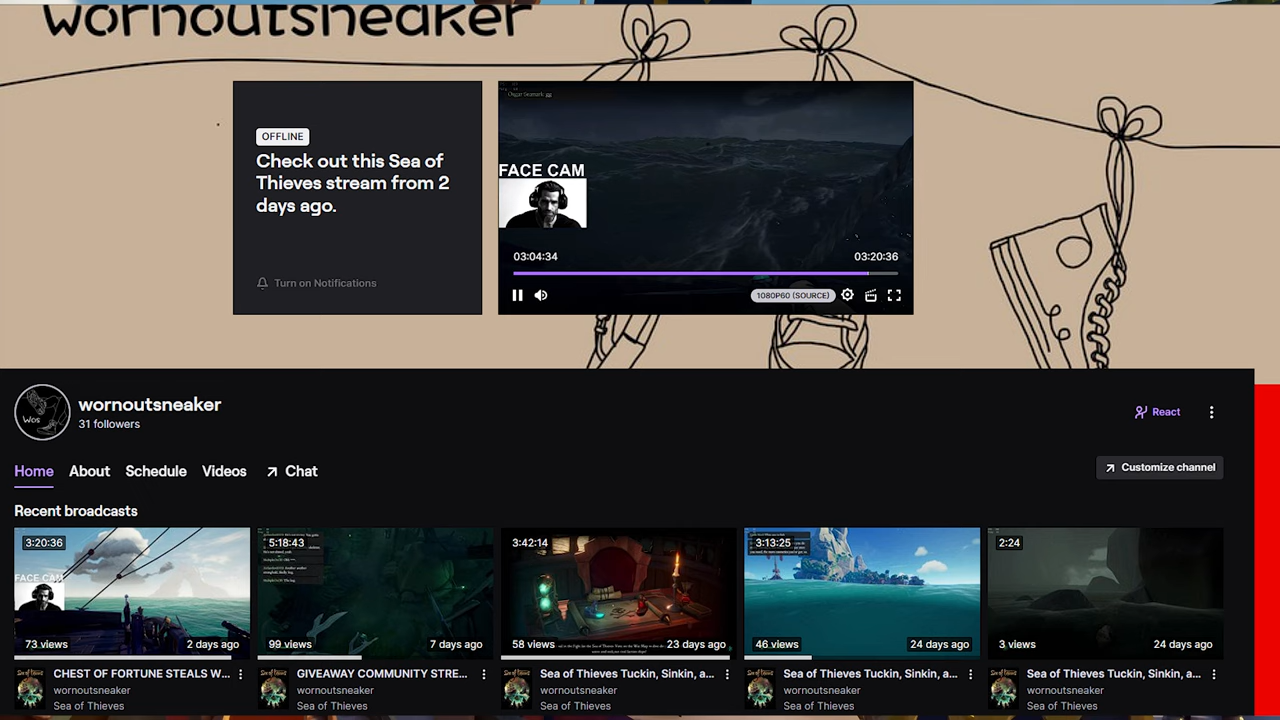 wornoutsneaker
OFFLINE
Check out this Sea of
Thieves stream from 2
days ago.
Turn on Notifications
FACE CAM
03:04:34
03:20:36
1080P60 (SOURCE)
Wos
wornoutsneaker
31 followers
React
Home
About
Schedule
Videos
Chat
Customize channel
Recent broadcasts
3:20:36
5:18:43
3:42:14
3:13:25
2:24
FACE CAM
73 views
2 days ago
99 views
7 days ago
58 views
23 days ago
46 views
24 days ago
3 views
24 days ago
CHEST OF FORTUNE STEALS W...
wornoutsneaker
Sea of Thieves
GIVEAWAY COMMUNITY STRE...
wornoutsneaker
Sea of Thieves
Sea of Thieves Tuckin, Sinkin, a...
wornoutsneaker
Sea of Thieves
Sea of Thieves Tuckin, Sinkin, a...
wornoutsneaker
Sea of Thieves
Sea of Thieves Tuckin, Sinkin, a...
wornoutsneaker
Sea of Thieves